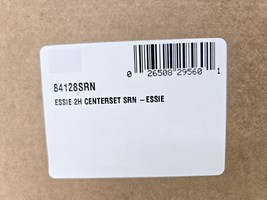 0 26508"29560 1
84128SRN
ESSIE 2H CENTERSET SRN – ESSIE